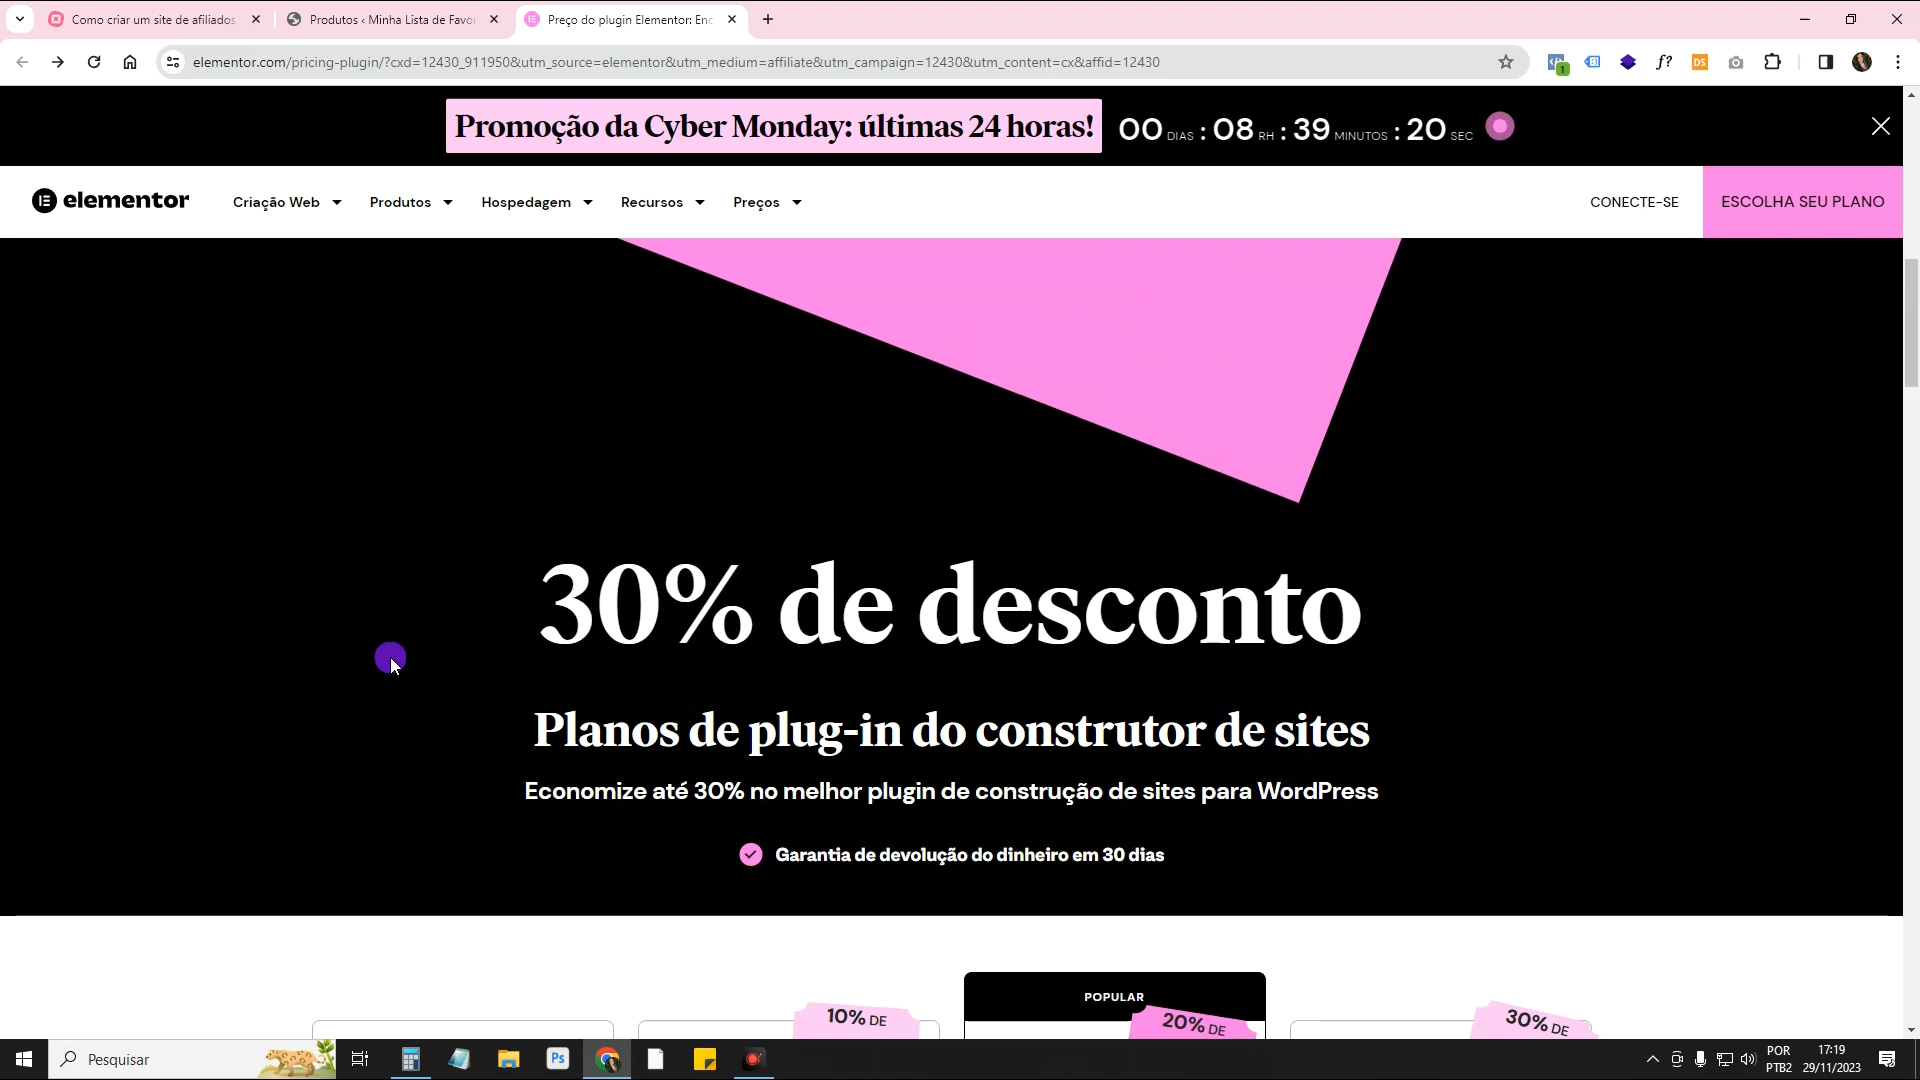 Como criar um site de afiliados
Produtos ‹ Minha Lista de Favor
Preço do plugin Elementor: Enc
elementor.com/pricing-plugin/?cxd=12430_911950&utm_source=elementor&utm_medium=affiliate&utm_campaign=12430&utm_content=cx&affid=12430
1
f?
DS
Promoção da Cyber Monday: últimas 24 horas!
00 DIAS : 08 RH : 39 MINUTOS : 20 SEC
elementor
Criação Web
Produtos
Hospedagem
Recursos
Preços
CONECTE-SE
ESCOLHA SEU PLANO
30% de desconto
Planos de plug-in do construtor de sites
Economize até 30% no melhor plugin de construção de sites para WordPress
Garantia de devolução do dinheiro em 30 dias
POPULAR
10% DE
20% DE
30% DE
Pesquisar
Ps
POR
PTB2
17:19
29/11/2023